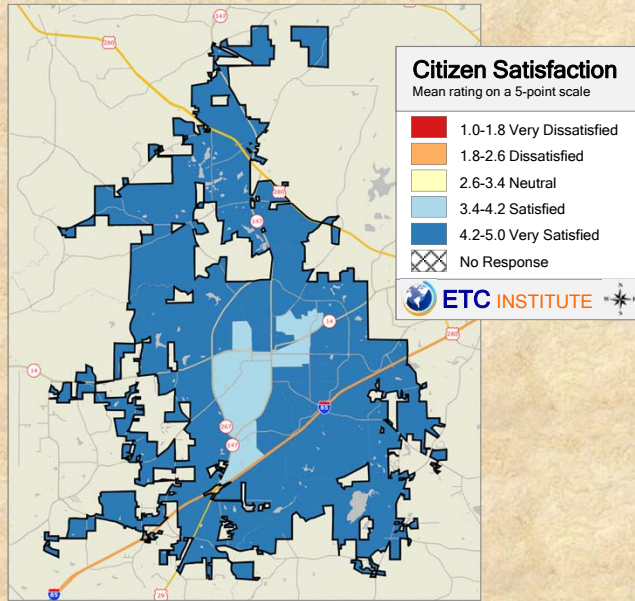 147
280
Citizen Satisfaction
Mean rating on a 5-point scale
1.0-1.8 Very Dissatisfied
1.8-2.6 Dissatisfied
2.6-3.4 Neutral
3.4-4.2 Satisfied
4.2-5.0 Very Satisfied
No Response
ETC INSTITUTE
N
W
E
S
280
147
14
280
14
85
267
147
85
29